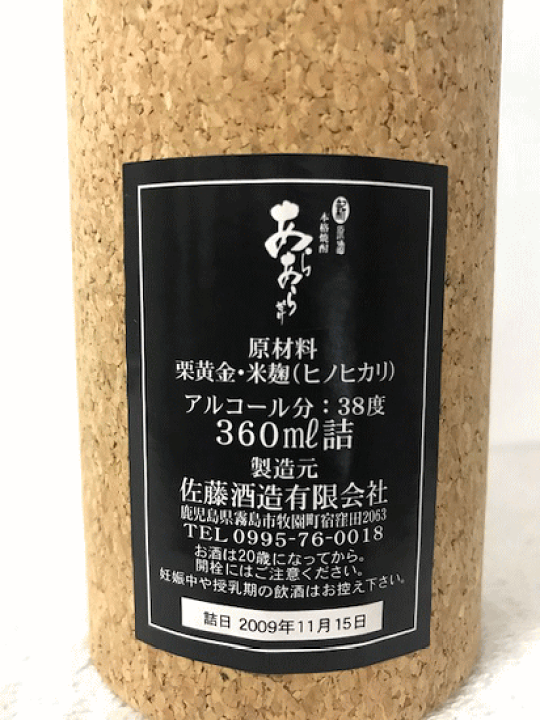 本格焼酎
あらあら芋
原材料
栗黄金・米麹(ヒノヒカリ)
アルコール分:38度
360mℓ詰
製造元
佐藤酒造有限会社
鹿児島県霧島市牧園町宿窪田2063
TEL 0995-76-0018
お酒は20歳になってから。
開栓にはご注意ください。
妊娠中や授乳期の飲酒はお控え下さい。
詰日 2009年11月15日